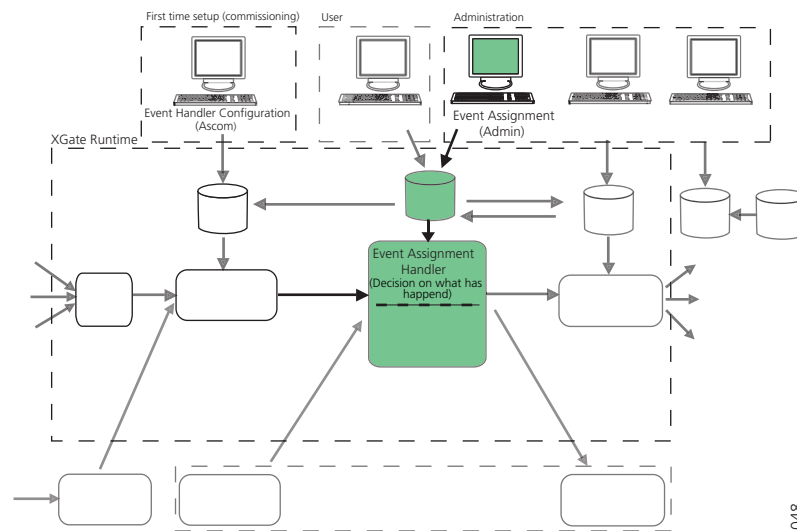 First time setup (commissioning)
User
Administration
Event Handler Configuration
(Ascom)
Event Assignment
(Admin)
XGate Runtime
Event Assignment
Handler
(Decision on what has
happend)
048